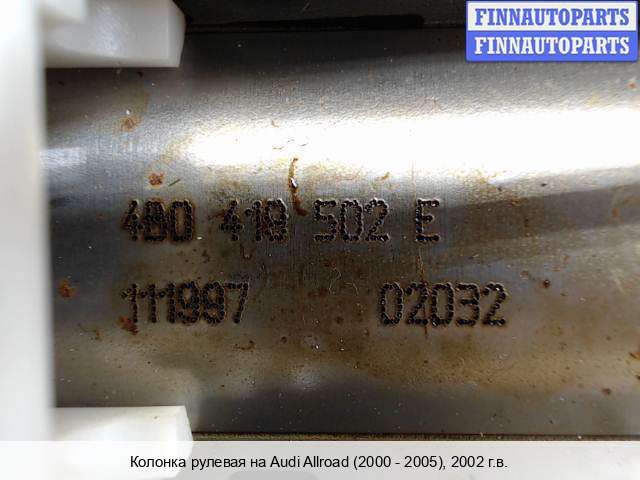 FINNAUTOPARTS
FINNAUTOPARTS
4B0 419 502 E
111997 02032
Колонка рулевая на Audi Allroad (2000 - 2005), 2002 г.в.